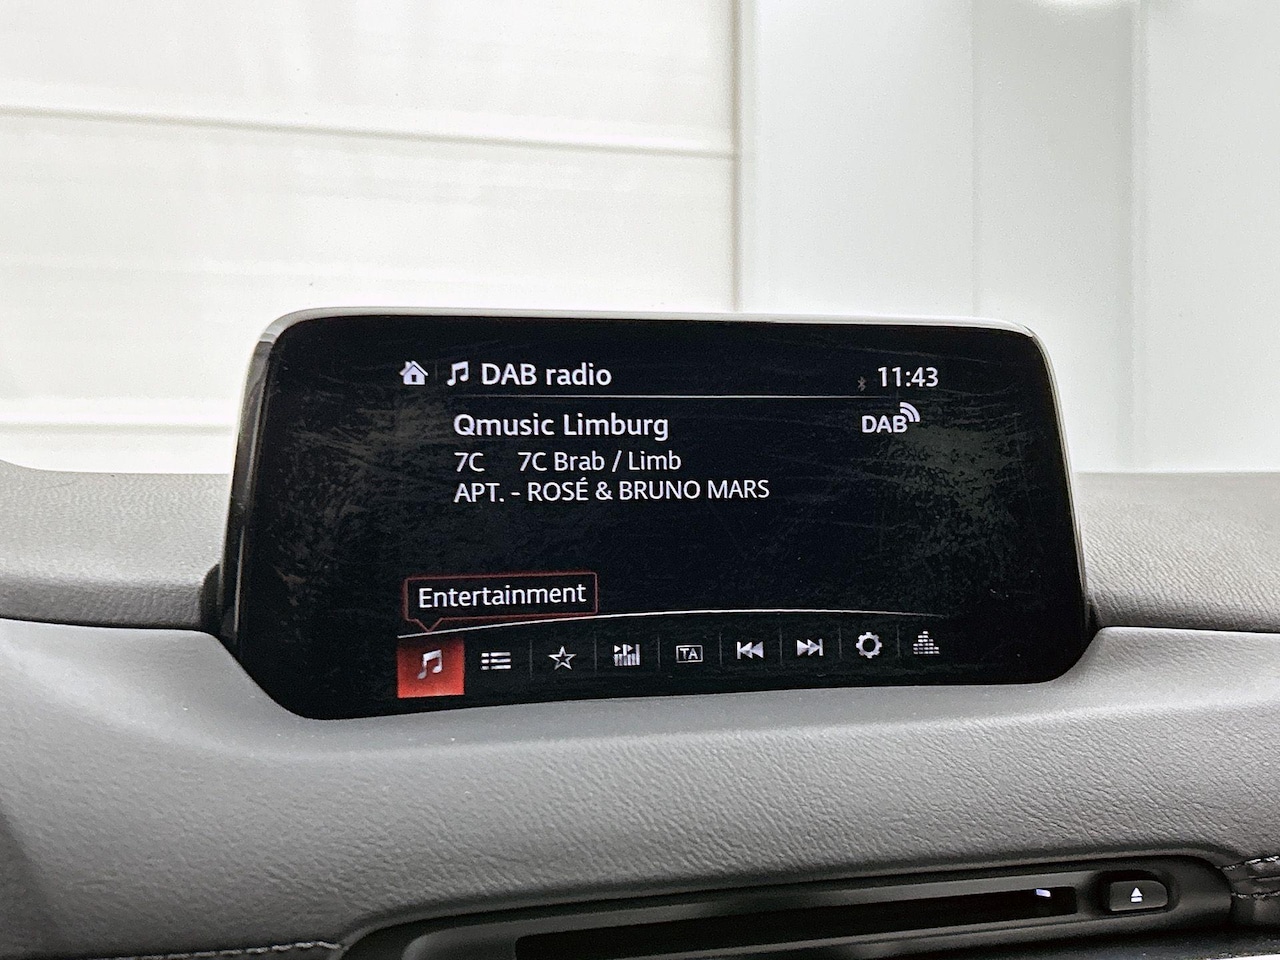 DAB radio 11:43
Qmusic Limburg DAB
7C 7C Brab / Limb
APT. - ROSÉ & BRUNO MARS
Entertainment
TA